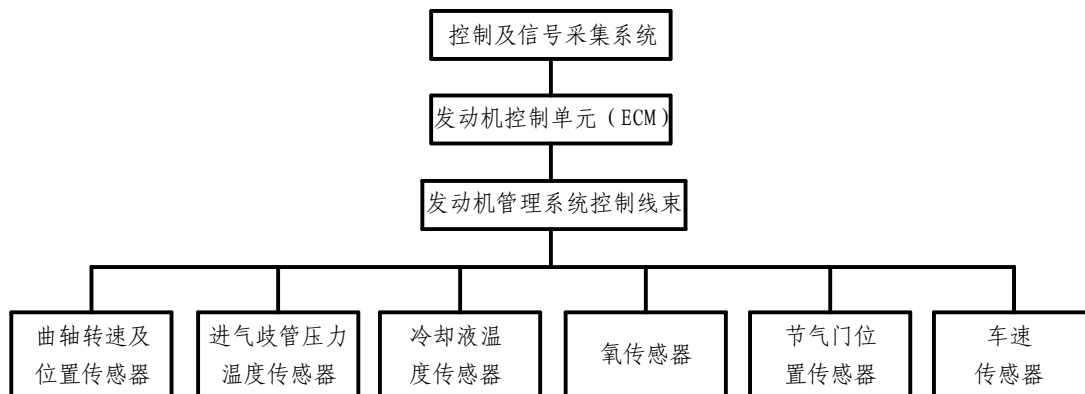 控制及信号采集系统
发动机控制单元（ECM）
发动机管理系统控制线束
曲轴转速及
位置传感器
进气歧管压力
温度传感器
冷却液温
度传感器
氧传感器
节气门位
置传感器
车速
传感器